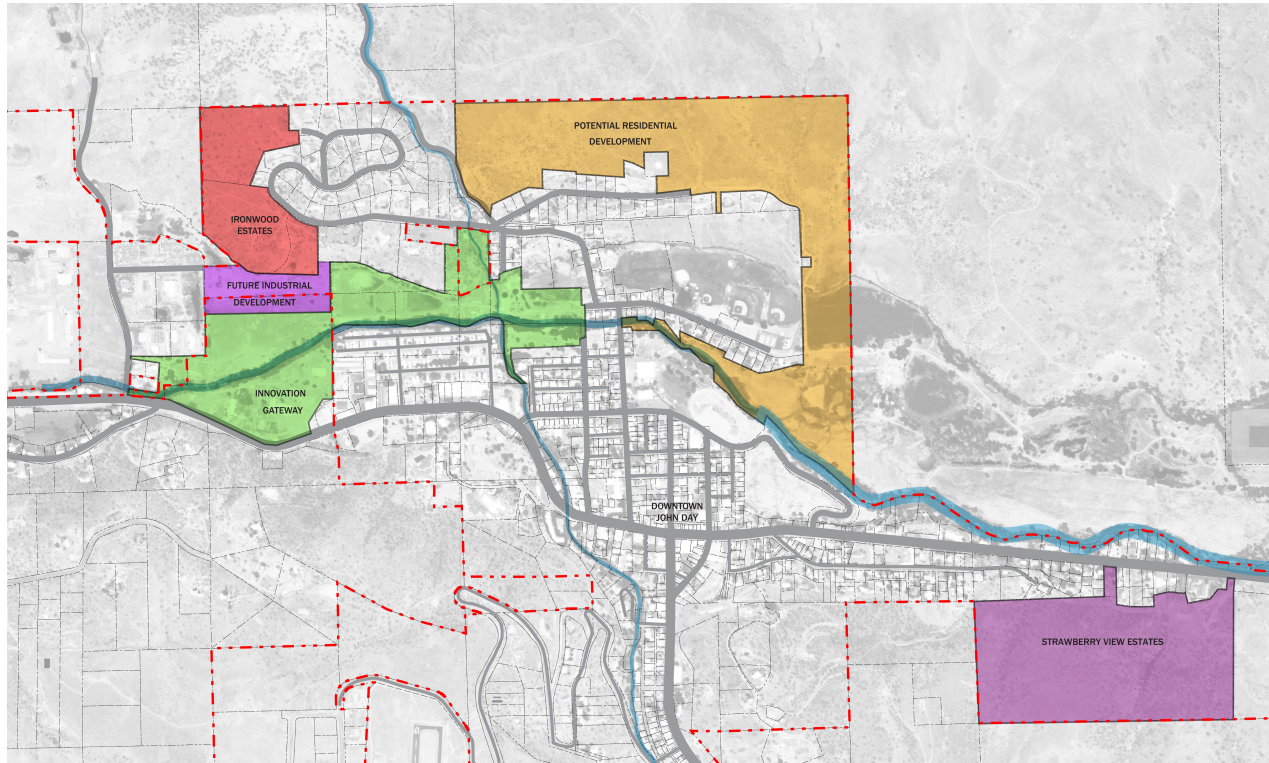 POTENTIAL RESIDENTIAL
DEVELOPMENT
IRONWOOD
ESTATES
FUTURE INDUSTRIAL
DEVELOPMENT
INNOVATION
GATEWAY
DOWNTOWN
JOHN DAY
STRAWBERRY VIEW ESTATES